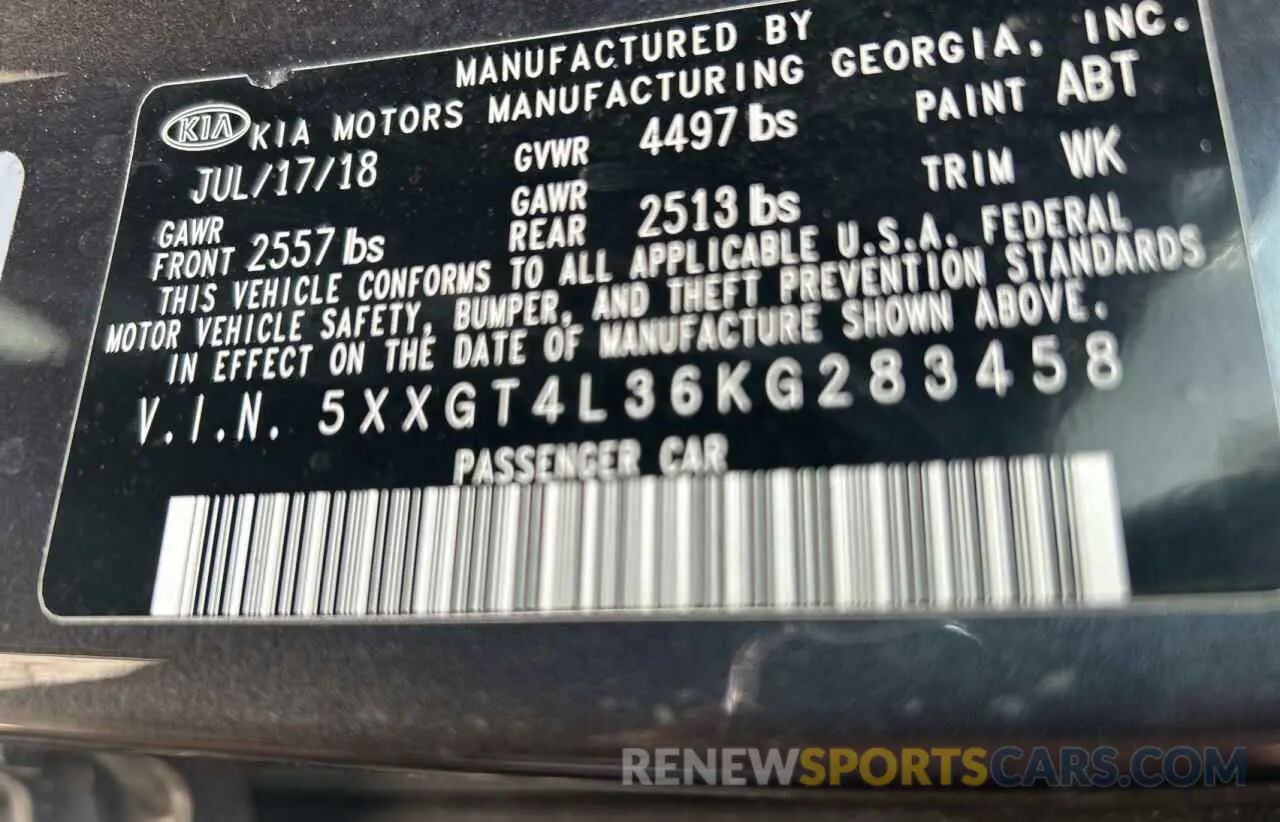 MANUFACTURED BY
KIA KIA MOTORS MANUFACTURING GEORGIA, INC.
JUL/17/18 GVWR 4497 lbs PAINT ABT
GAWR FRONT 2557 lbs GAWR REAR 2513 lbs TRIM WK
THIS VEHICLE CONFORMS TO ALL APPLICABLE U.S.A. FEDERAL
MOTOR VEHICLE SAFETY, BUMPER, AND THEFT PREVENTION STANDARDS
IN EFFECT ON THE DATE OF MANUFACTURE SHOWN ABOVE.
V.I.N. 5XXGT4L36KG283458
PASSENGER CAR
RENEWSPORTSCARS.COM